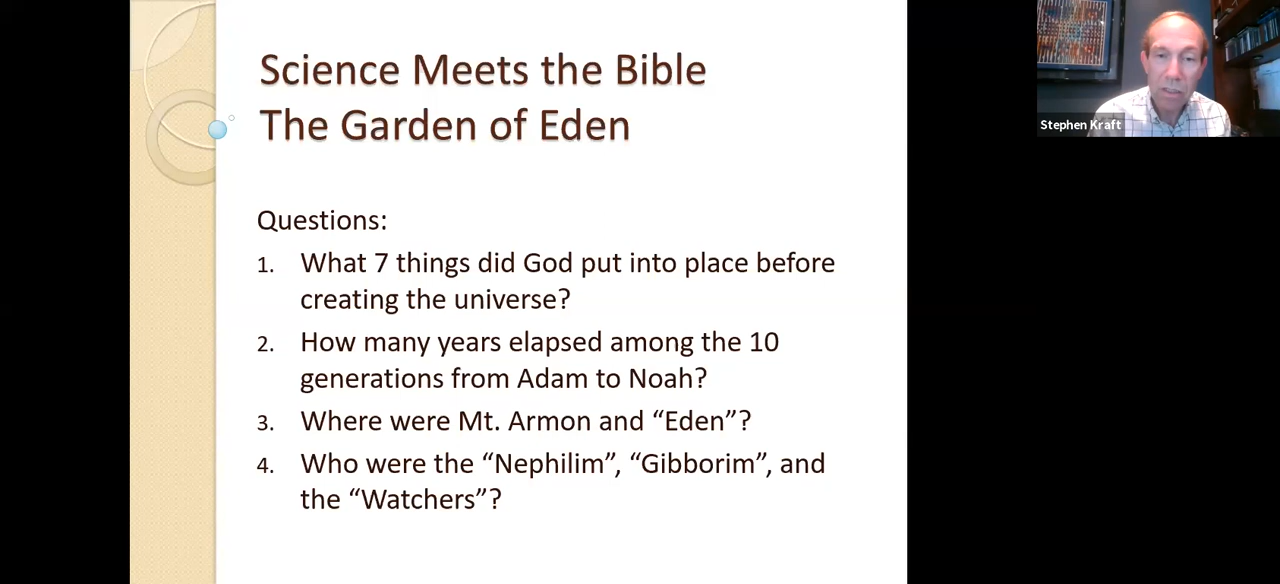 Science Meets the Bible
The Garden of Eden
Questions:
1. What 7 things did God put into place before
creating the universe?
2. How many years elapsed among the 10
generations from Adam to Noah?
3. Where were Mt. Armon and “Eden”?
4. Who were the “Nephilim”, “Gibborim”, and
the “Watchers”?
Stephen Kraft